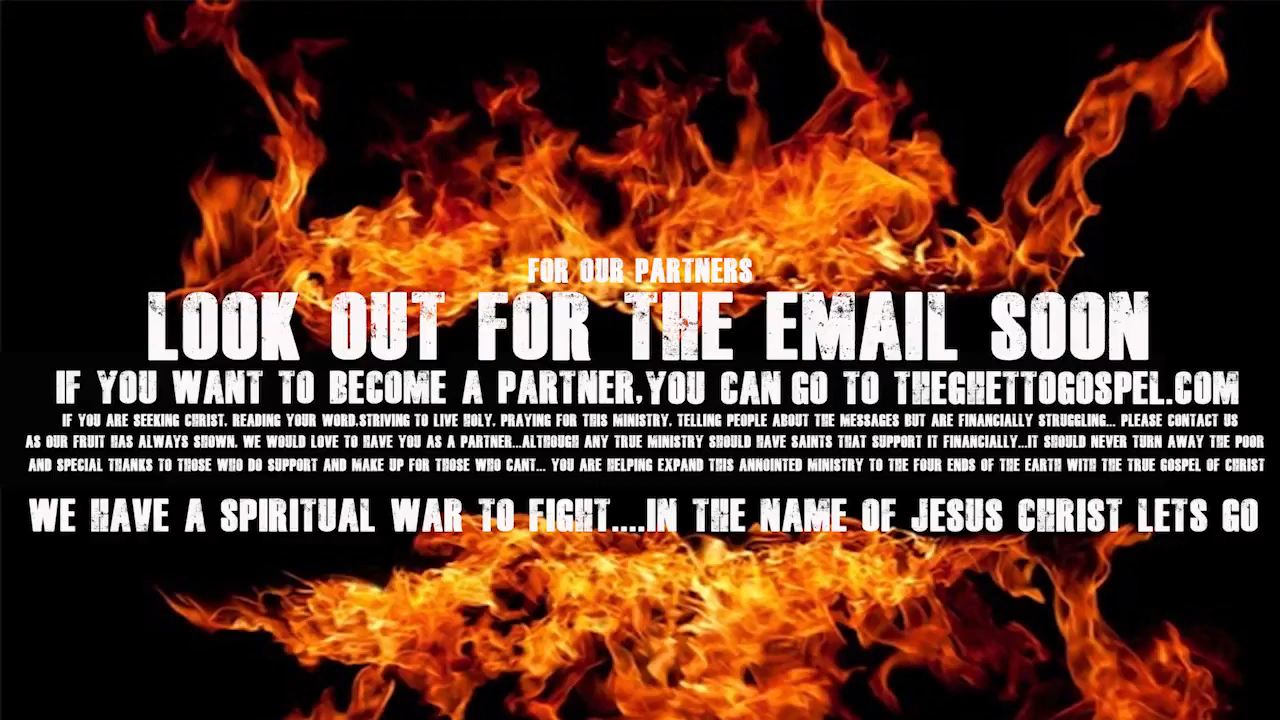 FOR OUR PARTNERS
LOOK OUT FOR THE EMAIL SOON
IF YOU WANT TO BECOME A PARTNER,YOU CAN GO TO THEGHETTOGOSPEL.COM
IF YOU ARE SEEKING CHRIST, READING YOUR WORD,STRIVING TO LIVE HOLY, PRAYING FOR THIS MINISTRY, TELLING PEOPLE ABOUT THE MESSAGES BUT ARE FINANCIALLY STRUGGLING... PLEASE CONTACT US
AS OUR FRUIT HAS ALWAYS SHOWN, WE WOULD LOVE TO HAVE YOU AS A PARTNER...ALTHOUGH ANY TRUE MINISTRY SHOULD HAVE SAINTS THAT SUPPORT IT FINANCIALLY...IT SHOULD NEVER TURN AWAY THE POOR
AND SPECIAL THANKS TO THOSE WHO DO SUPPORT AND MAKE UP FOR THOSE WHO CANT... YOU ARE HELPING EXPAND THIS ANNOINTED MINISTRY TO THE FOUR ENDS OF THE EARTH WITH THE TRUE GOSPEL OF CHRIST
WE HAVE A SPIRITUAL WAR TO FIGHT....IN THE NAME OF JESUS CHRIST LETS GO